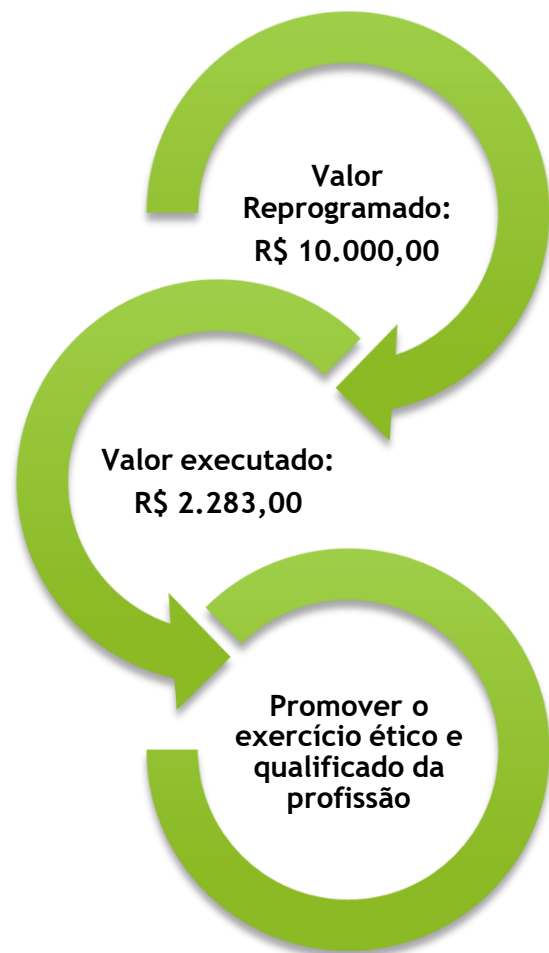 Valor
Reprogramado:
R$ 10.000,00
Valor executado:
R$ 2.283,00
Promover o
exercício ético e
qualificado da
profissão